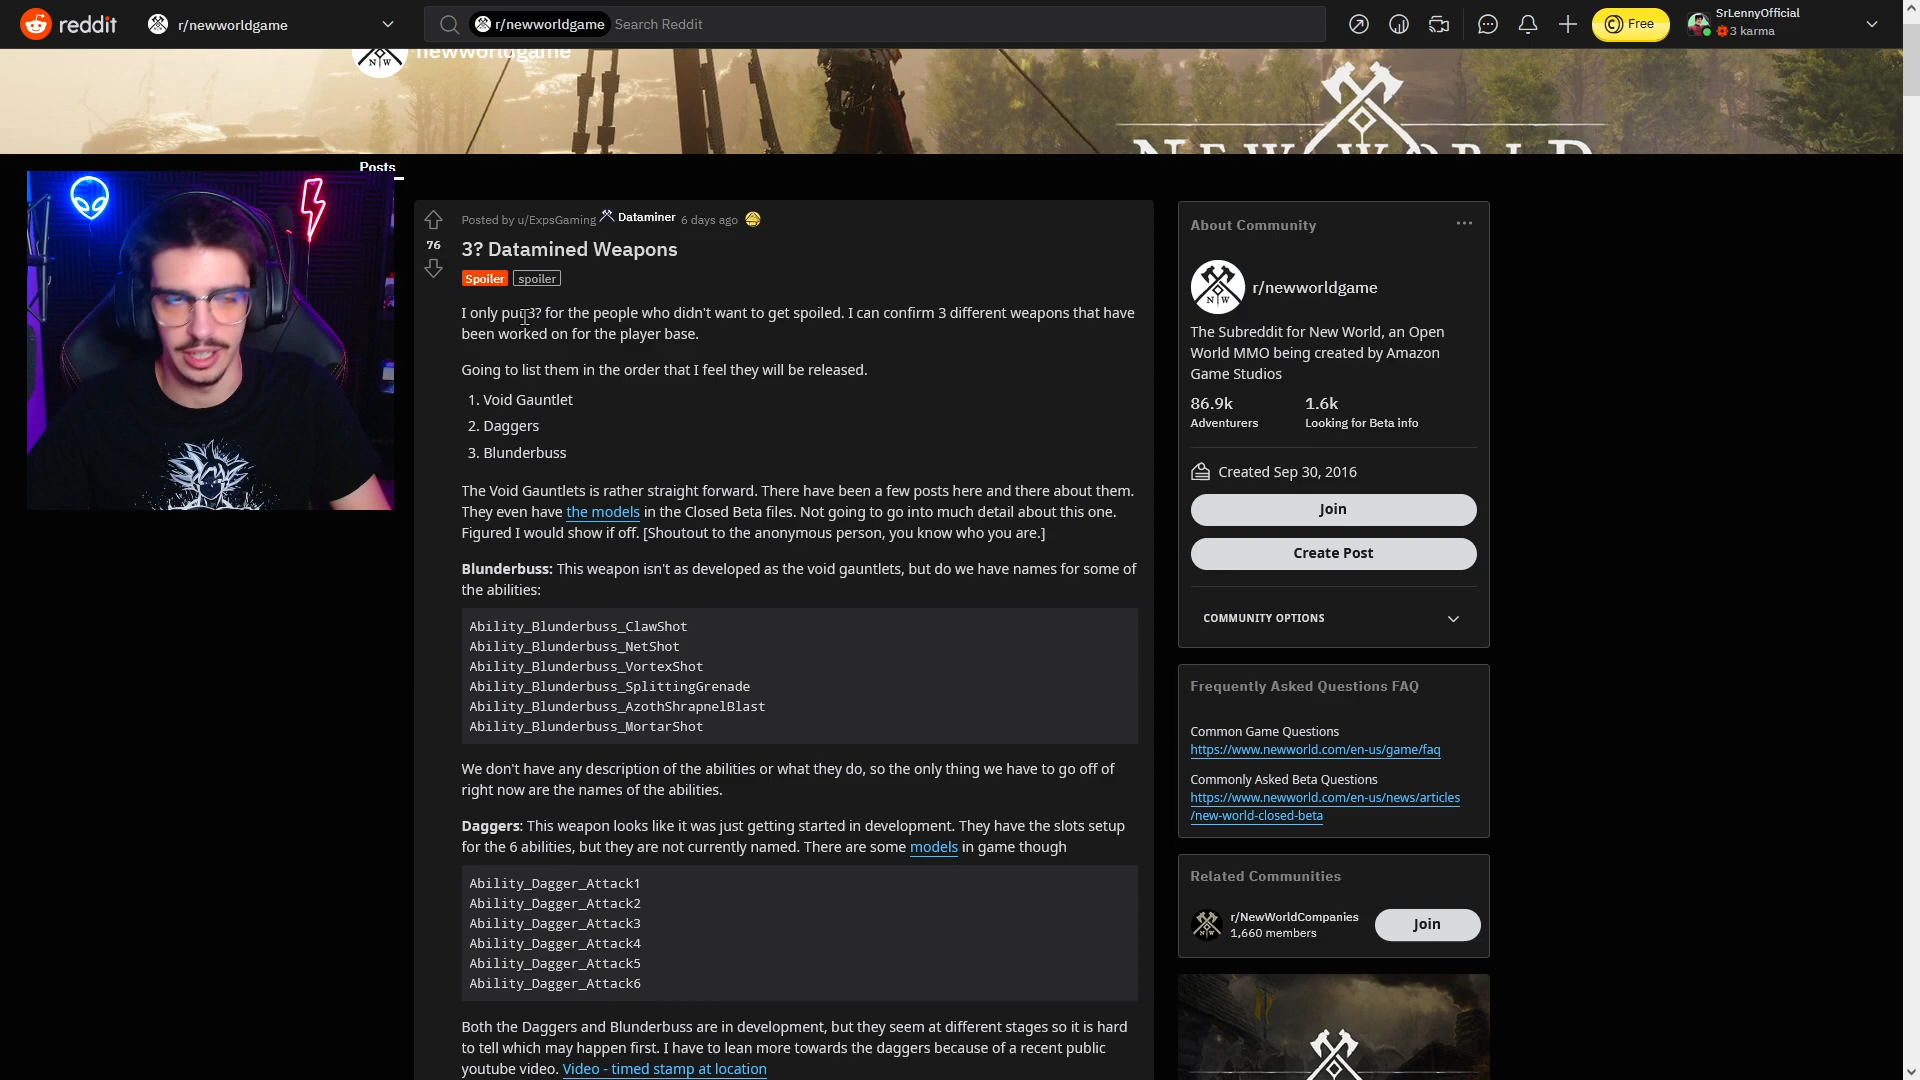 reddit
r/newworldgame
r/newworldgame Search Reddit
Free
SrLennyOfficial
3 karma
newworldgame
N W
NEW WORLD
Posts
Posted by u/ExpsGaming Dataminer 6 days ago
76
3? Datamined Weapons
Spoiler spoiler
I only put 3? for the people who didn't want to get spoiled. I can confirm 3 different weapons that have
been worked on for the player base.
Going to list them in the order that I feel they will be released.
1. Void Gauntlet
2. Daggers
3. Blunderbuss
The Void Gauntlets is rather straight forward. There have been a few posts here and there about them.
They even have the models in the Closed Beta files. Not going to go into much detail about this one.
Figured I would show if off. [Shoutout to the anonymous person, you know who you are.]
Blunderbuss: This weapon isn't as developed as the void gauntlets, but do we have names for some of
the abilities:
Ability_Blunderbuss_ClawShot
Ability_Blunderbuss_NetShot
Ability_Blunderbuss_VortexShot
Ability_Blunderbuss_SplittingGrenade
Ability_Blunderbuss_AzothShrapnelBlast
Ability_Blunderbuss_MortarShot
We don't have any description of the abilities or what they do, so the only thing we have to go off of
right now are the names of the abilities.
Daggers: This weapon looks like it was just getting started in development. They have the slots setup
for the 6 abilities, but they are not currently named. There are some models in game though
Ability_Dagger_Attack1
Ability_Dagger_Attack2
Ability_Dagger_Attack3
Ability_Dagger_Attack4
Ability_Dagger_Attack5
Ability_Dagger_Attack6
Both the Daggers and Blunderbuss are in development, but they seem at different stages so it is hard
to tell which may happen first. I have to lean more towards the daggers because of a recent public
youtube video. Video - timed stamp at location
About Community
N W
r/newworldgame
The Subreddit for New World, an Open
World MMO being created by Amazon
Game Studios
86.9k 1.6k
Adventurers Looking for Beta info
Created Sep 30, 2016
Join
Create Post
COMMUNITY OPTIONS
Frequently Asked Questions FAQ
Common Game Questions
https://www.newworld.com/en-us/game/faq
Commonly Asked Beta Questions
https://www.newworld.com/en-us/news/articles
/new-world-closed-beta
Related Communities
r/NewWorldCompanies
1,660 members
Join